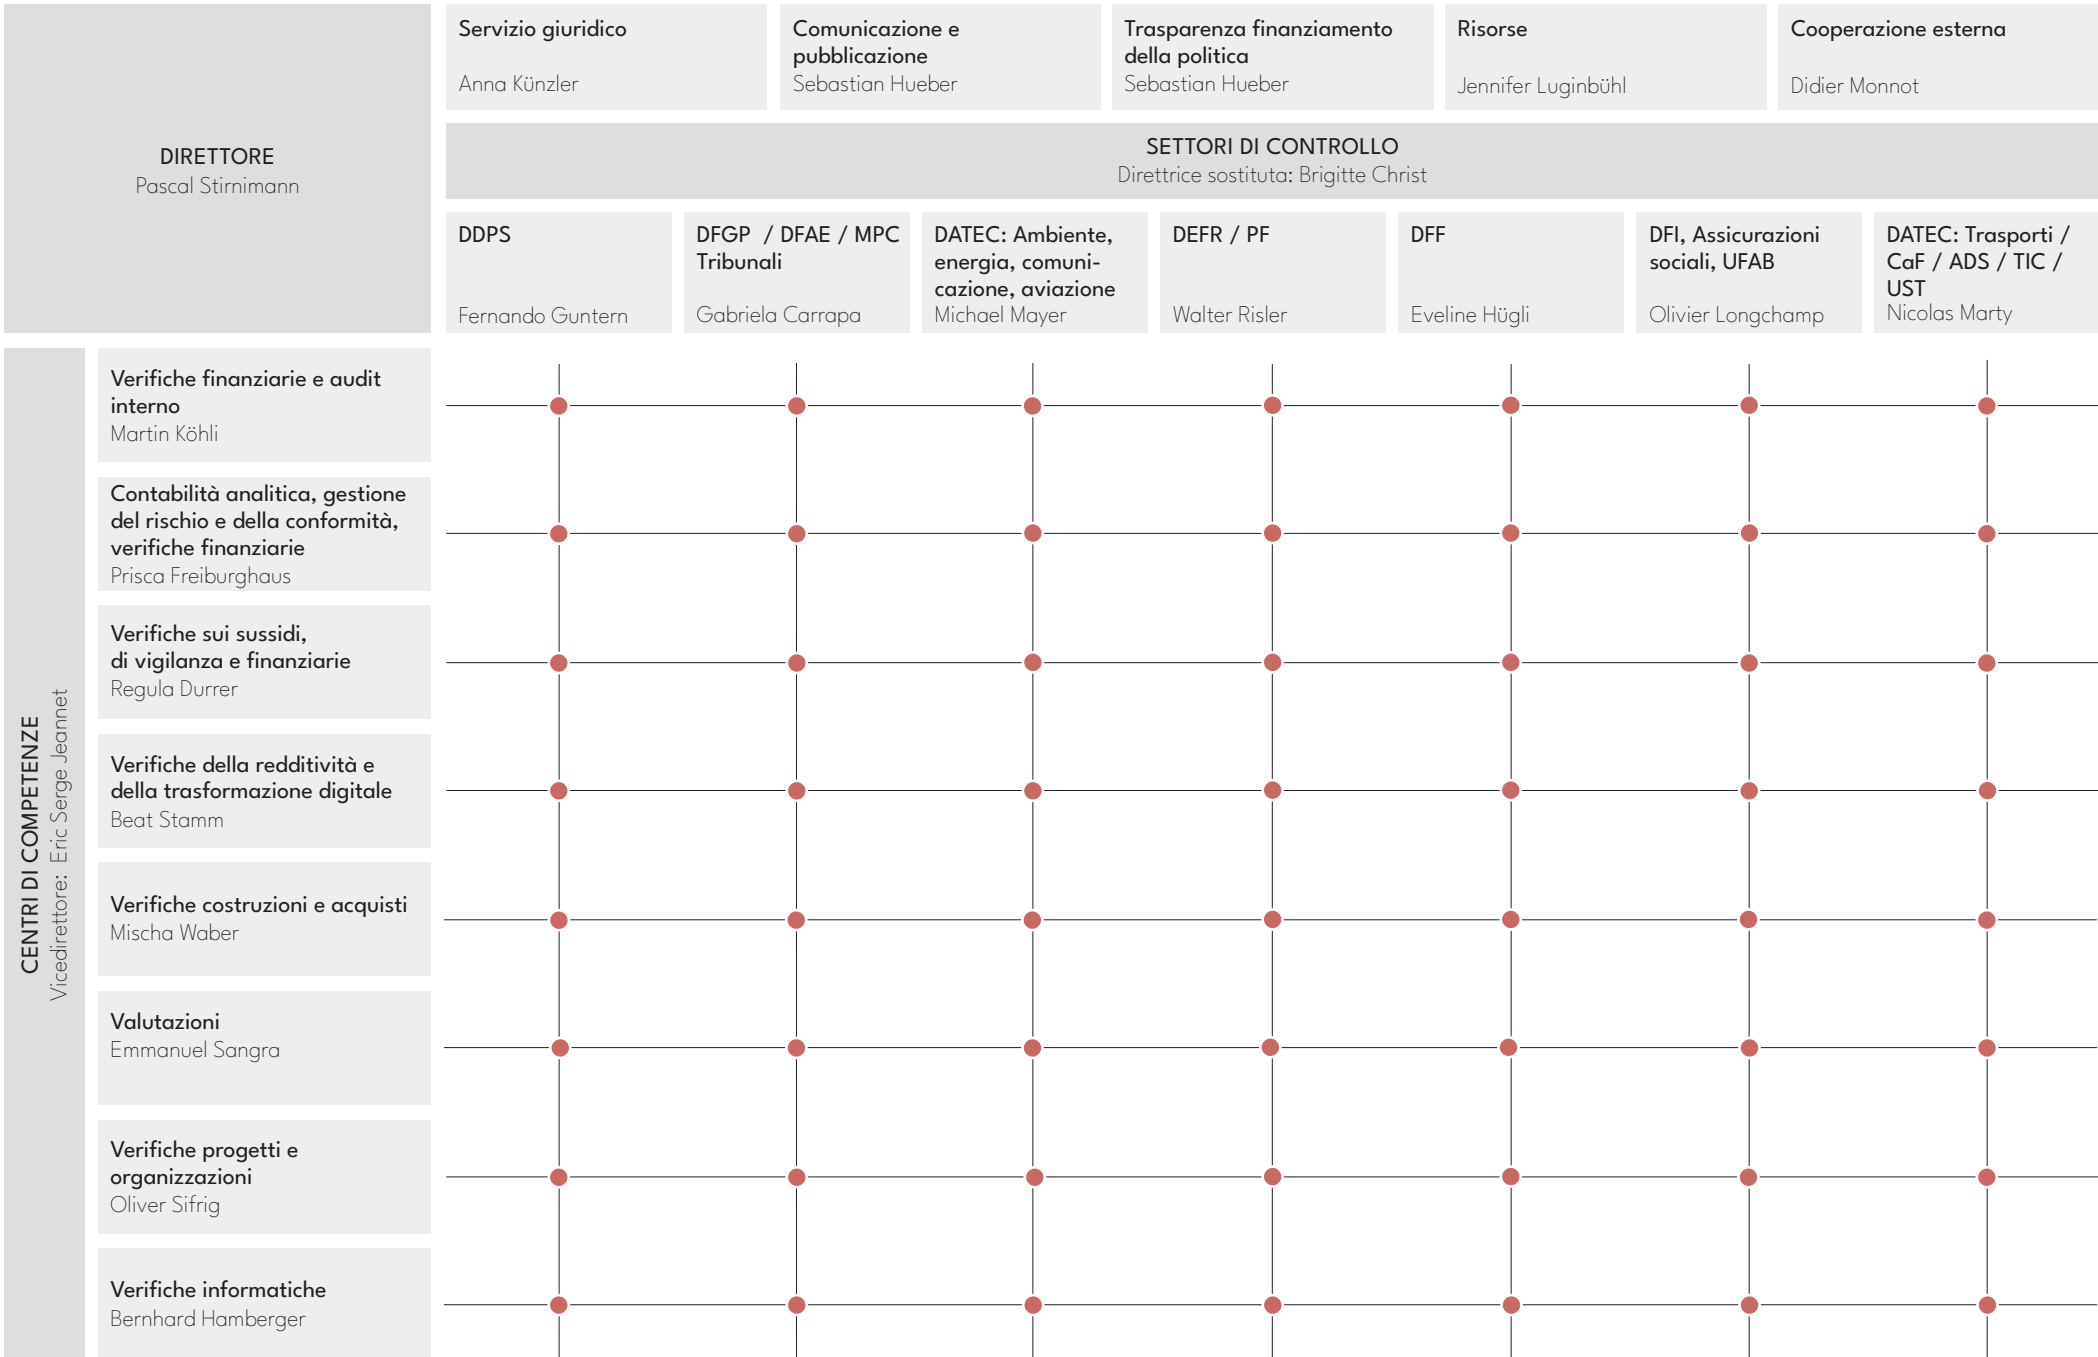 DIRETTORE
Pascal Stirnimann
Servizio giuridico
Anna Künzler
Comunicazione e
pubblicazione
Sebastian Hueber
Trasparenza finanziamento
della politica
Sebastian Hueber
Risorse
Jennifer Luginbühl
Cooperazione esterna
Didier Monnot
SETTORI DI CONTROLLO
Direttrice sostituta: Brigitte Christ
DDPS
Fernando Guntern
DFGP / DFAE / MPC
Tribunali
Gabriela Carrapa
DATEC: Ambiente,
energia, comuni-
cazione, aviazione
Michael Mayer
DEFR / PF
Walter Risler
DFF
Eveline Hügli
DFI, Assicurazioni
sociali, UFAB
Olivier Longchamp
DATEC: Trasporti /
CaF / ADS / TIC /
UST
Nicolas Marty
CENTRI DI COMPETENZE
Vicedirettore: Eric Serge Jeannet
Verifiche finanziarie e audit
interno
Martin Köhli
Contabilità analitica, gestione
del rischio e della conformità,
verifiche finanziarie
Prisca Freiburghaus
Verifiche sui sussidi,
di vigilanza e finanziarie
Regula Durrer
Verifiche della redditività e
della trasformazione digitale
Beat Stamm
Verifiche costruzioni e acquisti
Mischa Waber
Valutazioni
Emmanuel Sangra
Verifiche progetti e
organizzazioni
Oliver Sifrig
Verifiche informatiche
Bernhard Hamberger